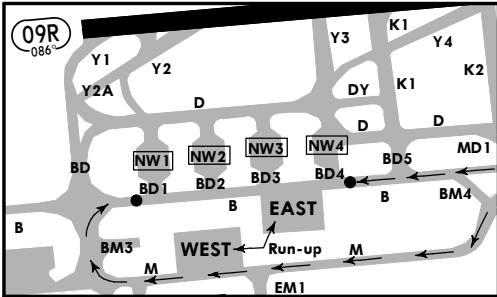 09R
086°
Y1
Y2
Y2A
Y3
K1
Y4
K2
K1
DY
D
D
D
NW1
NW2
NW3
NW4
MD1
BD
BD1
BD2
BD3
BD4
BD5
BM4
B
B
B
EAST
WEST
Run-up
BM3
M
M
EM1